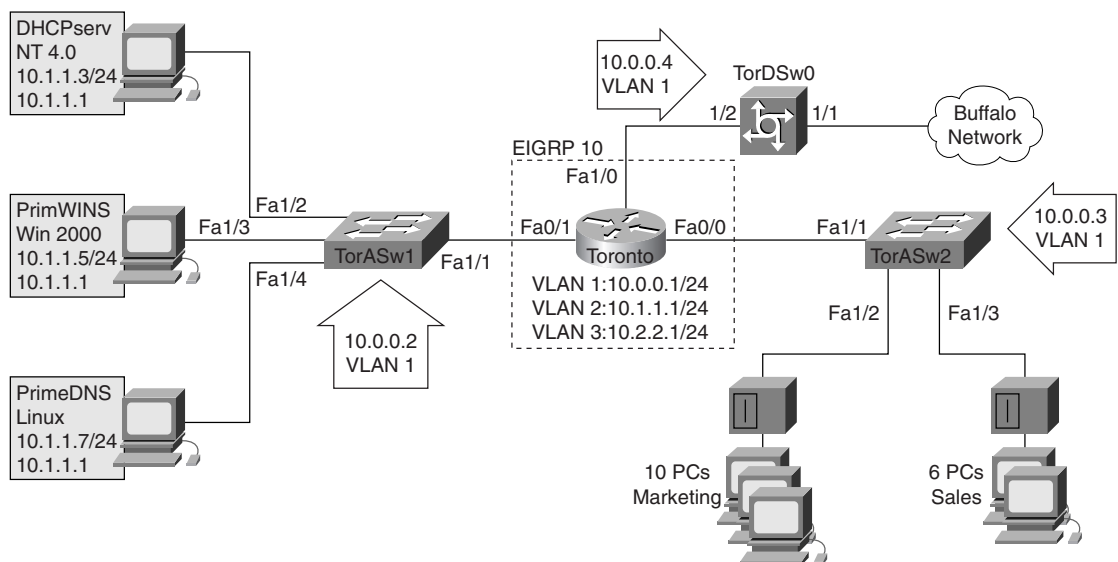 DHCPserv
NT 4.0
10.1.1.3/24
10.1.1.1
10.0.0.4
VLAN 1
TorDSw0
1/2
1/1
Buffalo
Network
EIGRP 10
Fa1/0
PrimWINS
Win 2000
10.1.1.5/24
10.1.1.1
Fa1/2
Fa1/3
Fa1/4
TorASw1
Fa1/1
Fa0/1
Fa0/0
Toronto
VLAN 1:10.0.0.1/24
VLAN 2:10.1.1.1/24
VLAN 3:10.2.2.1/24
Fa1/1
TorASw2
10.0.0.3
VLAN 1
Fa1/2
Fa1/3
10.0.0.2
VLAN 1
PrimeDNS
Linux
10.1.1.7/24
10.1.1.1
10 PCs
Marketing
6 PCs
Sales